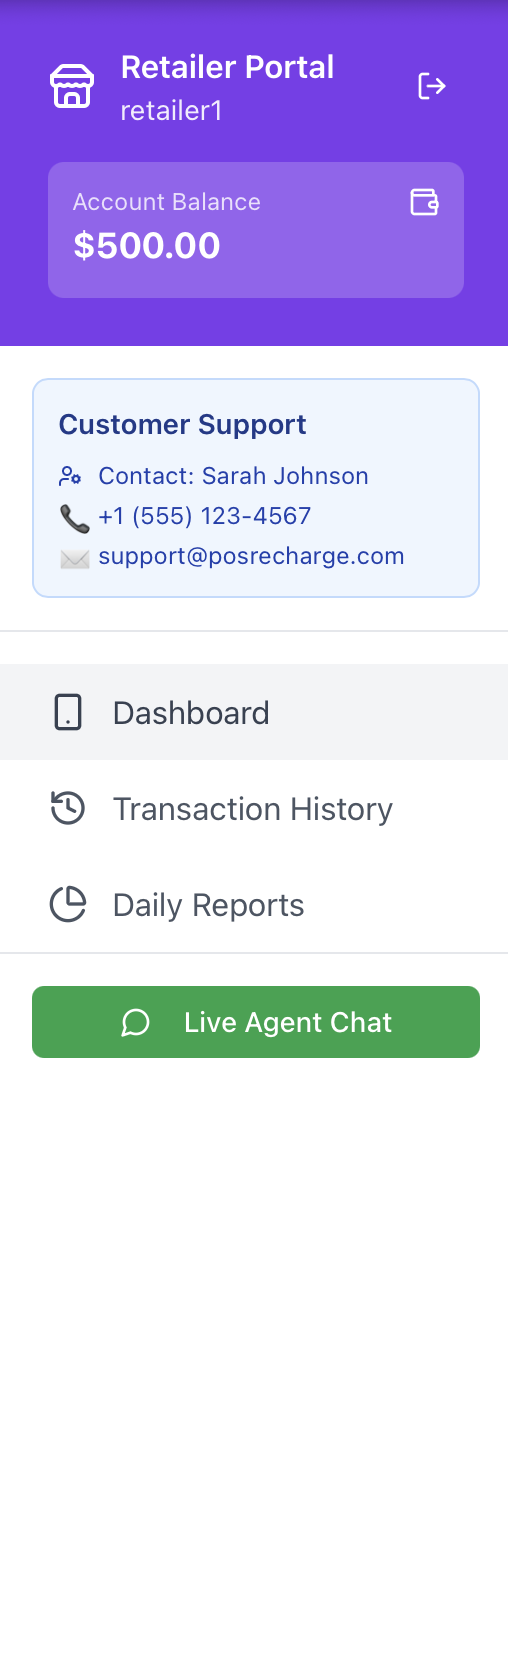 Retailer Portal
retailer1
Account Balance
$500.00
Customer Support
Contact: Sarah Johnson
+1 (555) 123-4567
support@posrecharge.com
Dashboard
Transaction History
Daily Reports
Live Agent Chat